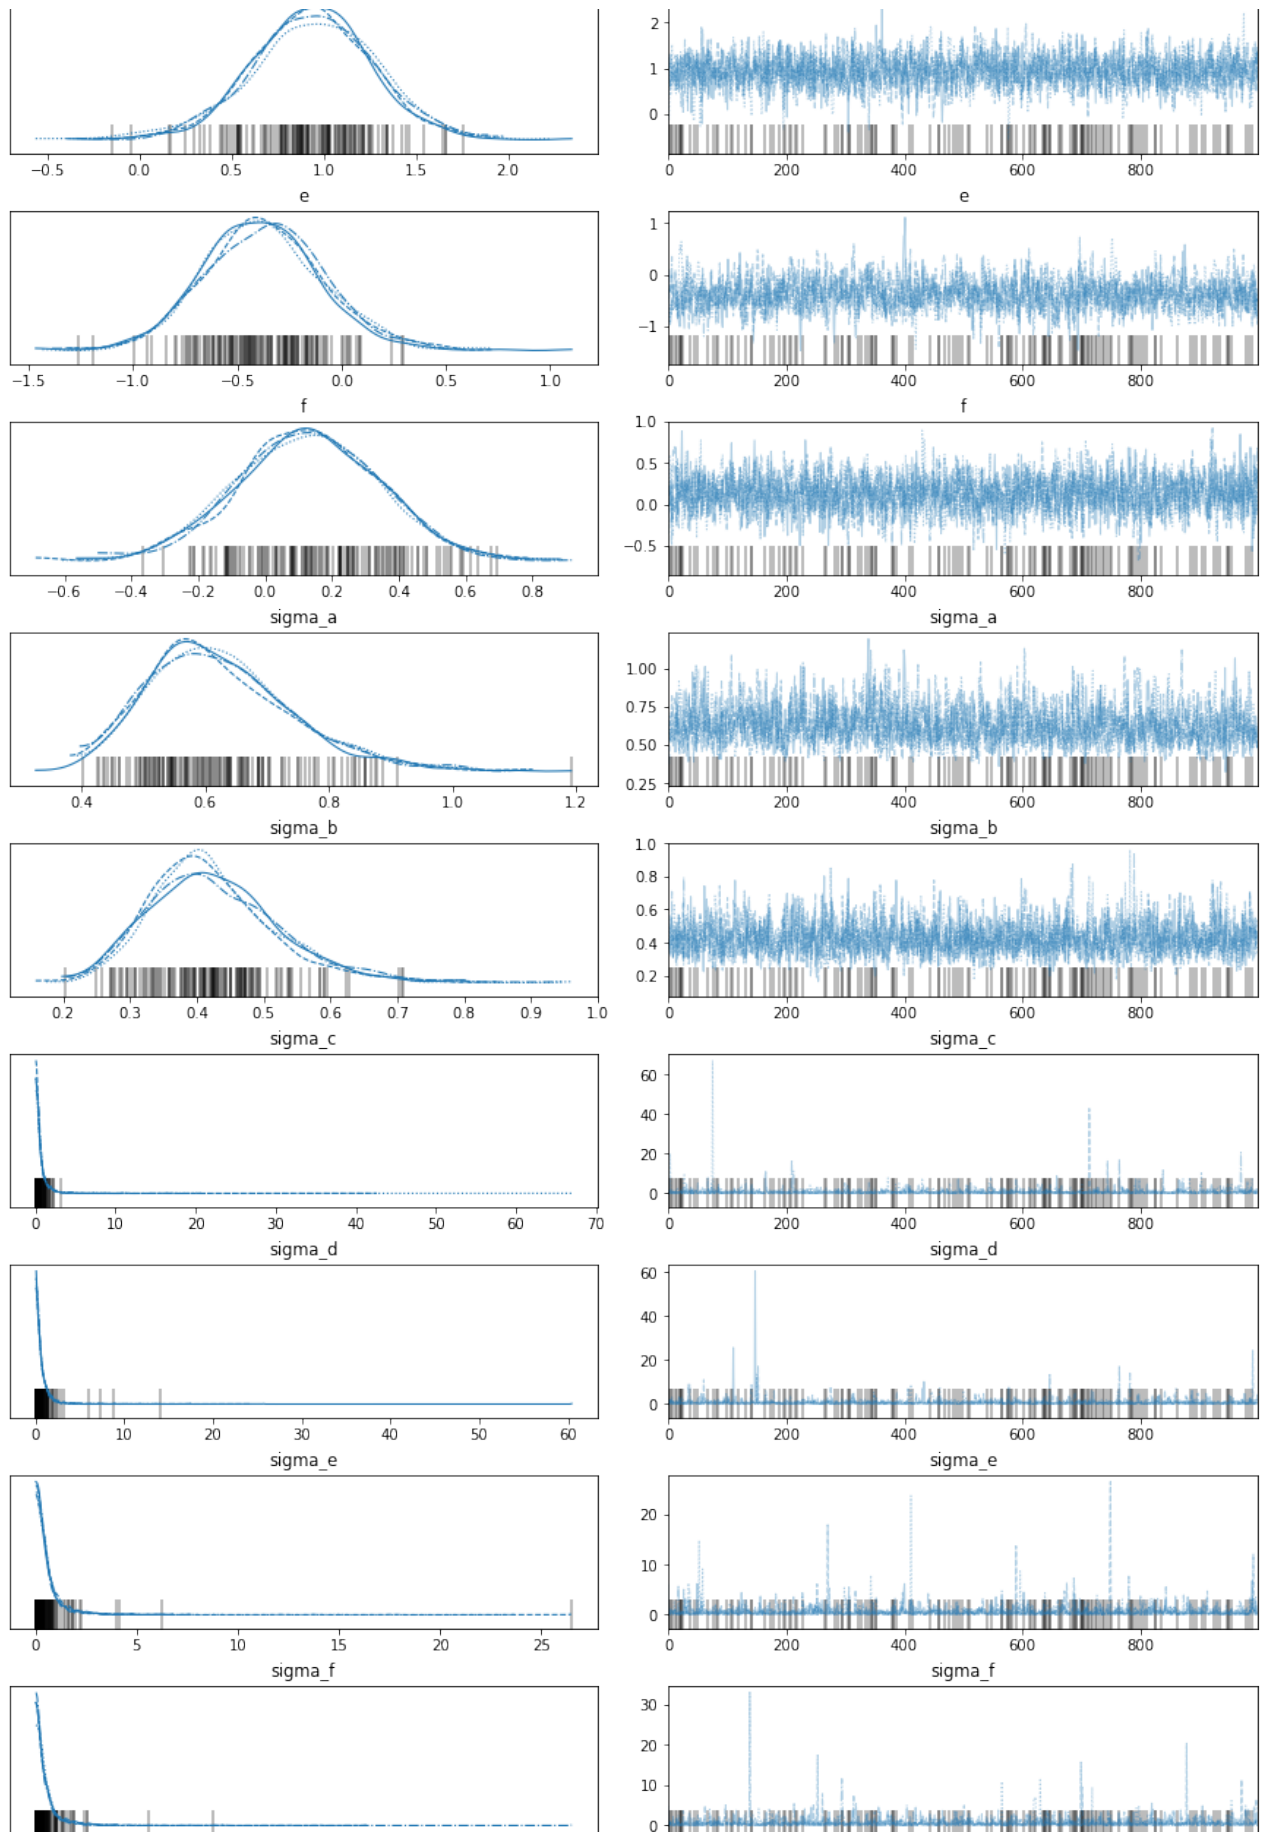 2
1
0
−0.5 0.0 0.5 1.0 1.5 2.0
0 200 400 600 800
e e
1
0
−1
−1.5 −1.0 −0.5 0.0 0.5 1.0
0 200 400 600 800
f f
1.0
0.5
0.0
−0.5
−0.6 −0.4 −0.2 0.0 0.2 0.4 0.6 0.8
0 200 400 600 800
sigma_a sigma_a
1.00
0.75
0.50
0.25
0.4 0.6 0.8 1.0 1.2
0 200 400 600 800
sigma_b sigma_b
1.0
0.8
0.6
0.4
0.2
0.2 0.3 0.4 0.5 0.6 0.7 0.8 0.9 1.0
0 200 400 600 800
sigma_c sigma_c
60
40
20
0
0 10 20 30 40 50 60 70
0 200 400 600 800
sigma_d sigma_d
60
40
20
0
0 10 20 30 40 50 60
0 200 400 600 800
sigma_e sigma_e
20
10
0
0 5 10 15 20 25
0 200 400 600 800
sigma_f sigma_f
30
20
10
0